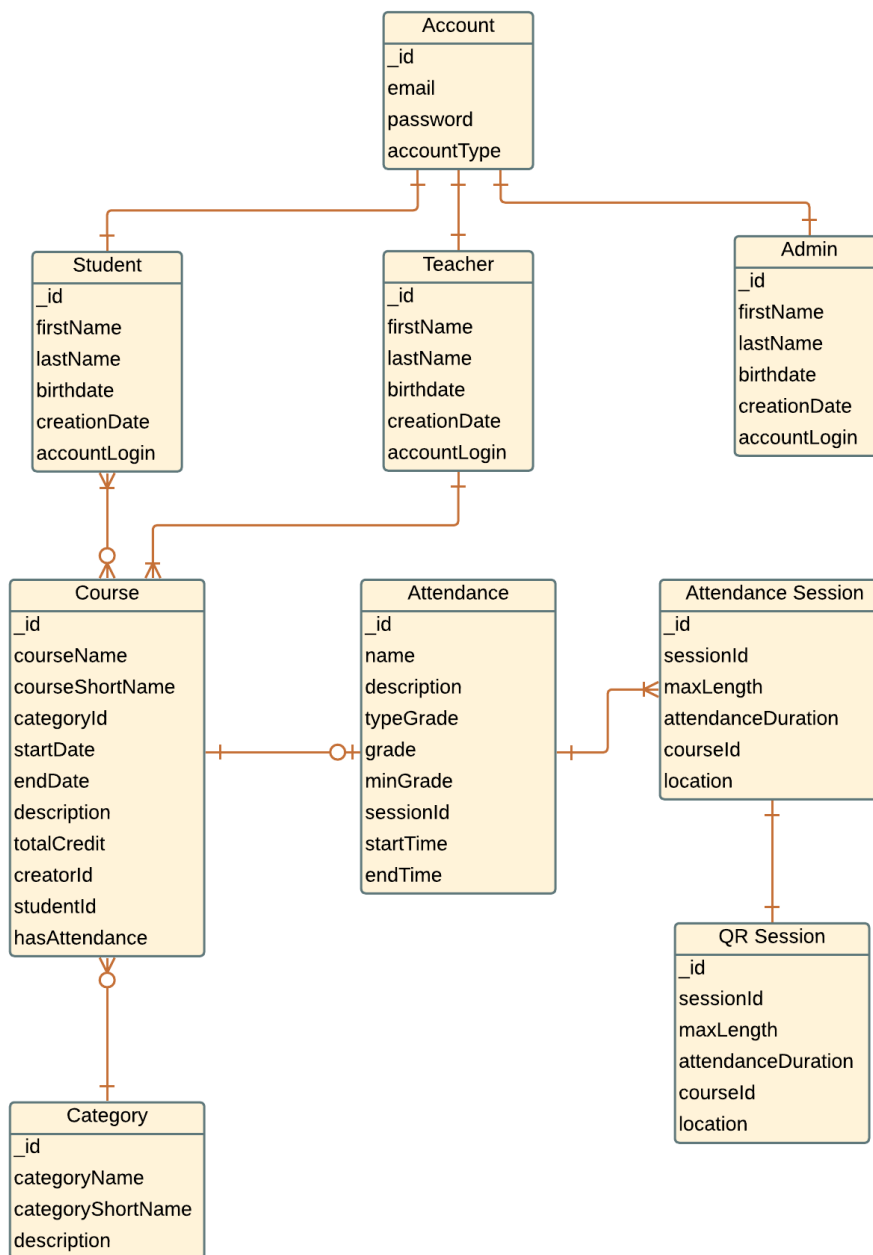 Account
_id
email
password
accountType
Student
_id
firstName
lastName
birthdate
creationDate
accountLogin
Teacher
_id
firstName
lastName
birthdate
creationDate
accountLogin
Admin
_id
firstName
lastName
birthdate
creationDate
accountLogin
Course
_id
courseName
courseShortName
categoryId
startDate
endDate
description
totalCredit
creatorId
studentId
hasAttendance
Attendance
_id
name
description
typeGrade
grade
minGrade
sessionId
startTime
endTime
Attendance Session
_id
sessionId
maxLength
attendanceDuration
courseId
location
QR Session
_id
sessionId
maxLength
attendanceDuration
courseId
location
Category
_id
categoryName
categoryShortName
description